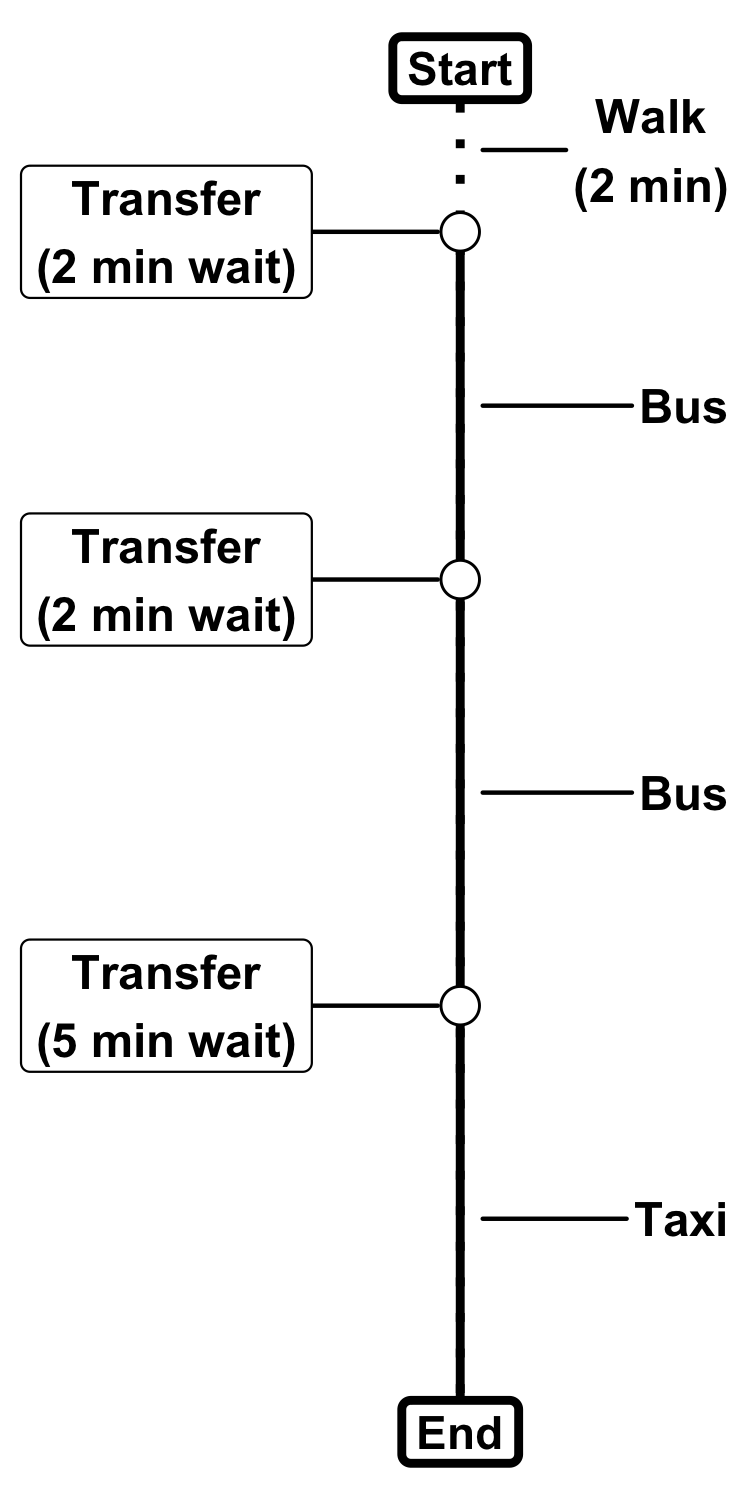 Start
Walk
(2 min)
Transfer
(2 min wait)
Bus
Transfer
(2 min wait)
Bus
Transfer
(5 min wait)
Taxi
End